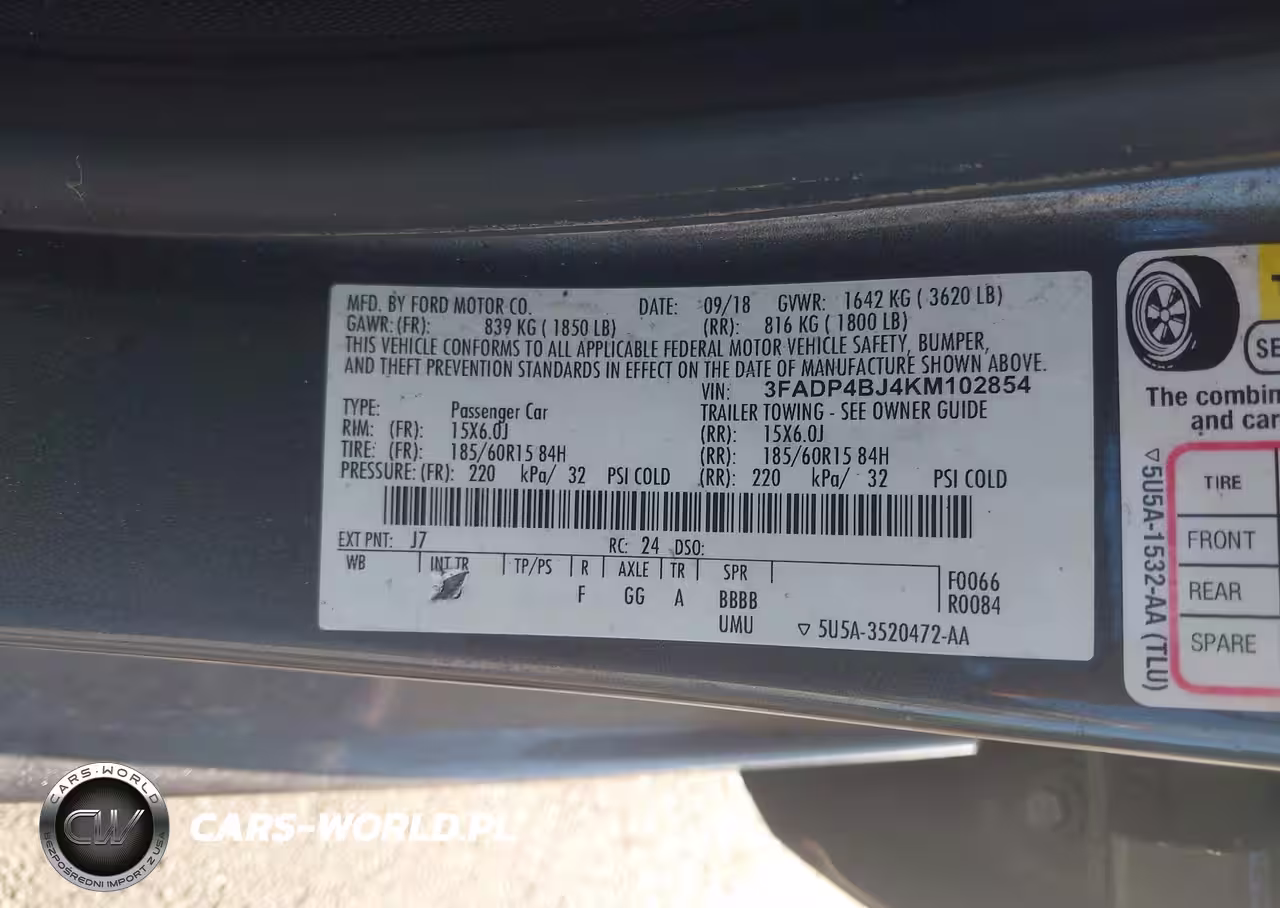 MFD. BY FORD MOTOR CO. DATE: 09/18 GVWR: 1642 KG ( 3620 LB)
GAWR: (FR): 839 KG ( 1850 LB) (RR): 816 KG ( 1800 LB)
THIS VEHICLE CONFORMS TO ALL APPLICABLE FEDERAL MOTOR VEHICLE SAFETY, BUMPER,
AND THEFT PREVENTION STANDARDS IN EFFECT ON THE DATE OF MANUFACTURE SHOWN ABOVE.
VIN: 3FADP4BJ4KM102854
TYPE: Passenger Car TRAILER TOWING - SEE OWNER GUIDE
RIM: (FR): 15X6.0J (RR): 15X6.0J
TIRE: (FR): 185/60R15 84H (RR): 185/60R15 84H
PRESSURE: (FR): 220 kPa/ 32 PSI COLD (RR): 220 kPa/ 32 PSI COLD
EXT PNT: J7 RC: 24 DSO:
WB INT TR TP/PS R AXLE TR SPR
F GG A BBBB
UMU
F0066
R0084
▽ 5U5A-3520472-AA
SE
The combin
and car
TIRE
FRONT
REAR
SPARE
▽5U5A-1532-AA (TLU)
CARS-WORLD
CW
BEZPOŚREDNI IMPORT Z USA
CARS-WORLD.PL